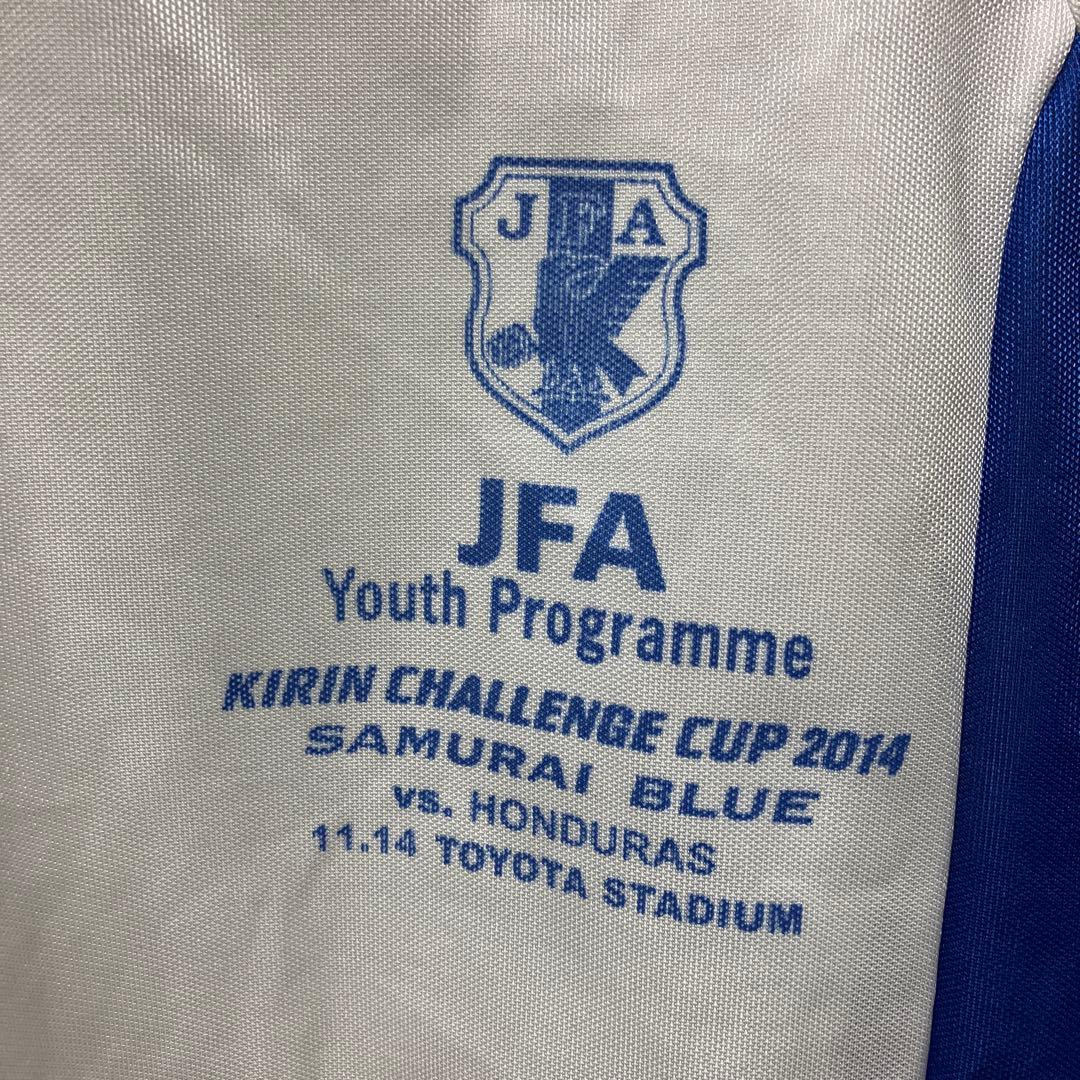 JFA
JFA
Youth Programme
KIRIN CHALLENGE CUP 2014
SAMURAI BLUE
vs. HONDURAS
11.14 TOYOTA STADIUM